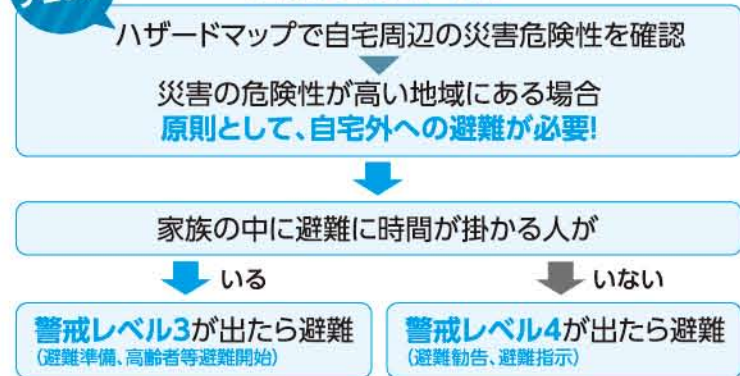 ハザードマップで自宅周辺の災害危険性を確認
災害の危険性が高い地域にある場合
原則として、自宅外への避難が必要!
家族の中に避難に時間が掛かる人が
いる
いない
警戒レベル3が出たら避難
(避難準備、高齢者等避難開始)
警戒レベル4が出たら避難
(避難勧告、避難指示)